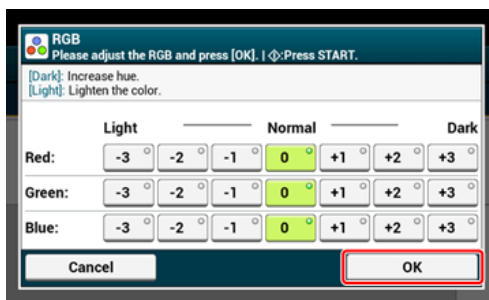 RGB
Please adjust the RGB and press [OK]. | :Press START.
[Dark]: Increase hue.
[Light]: Lighten the color.
Light Normal Dark
Red: -3 -2 -1 0 +1 +2 +3
Green: -3 -2 -1 0 +1 +2 +3
Blue: -3 -2 -1 0 +1 +2 +3
Cancel OK